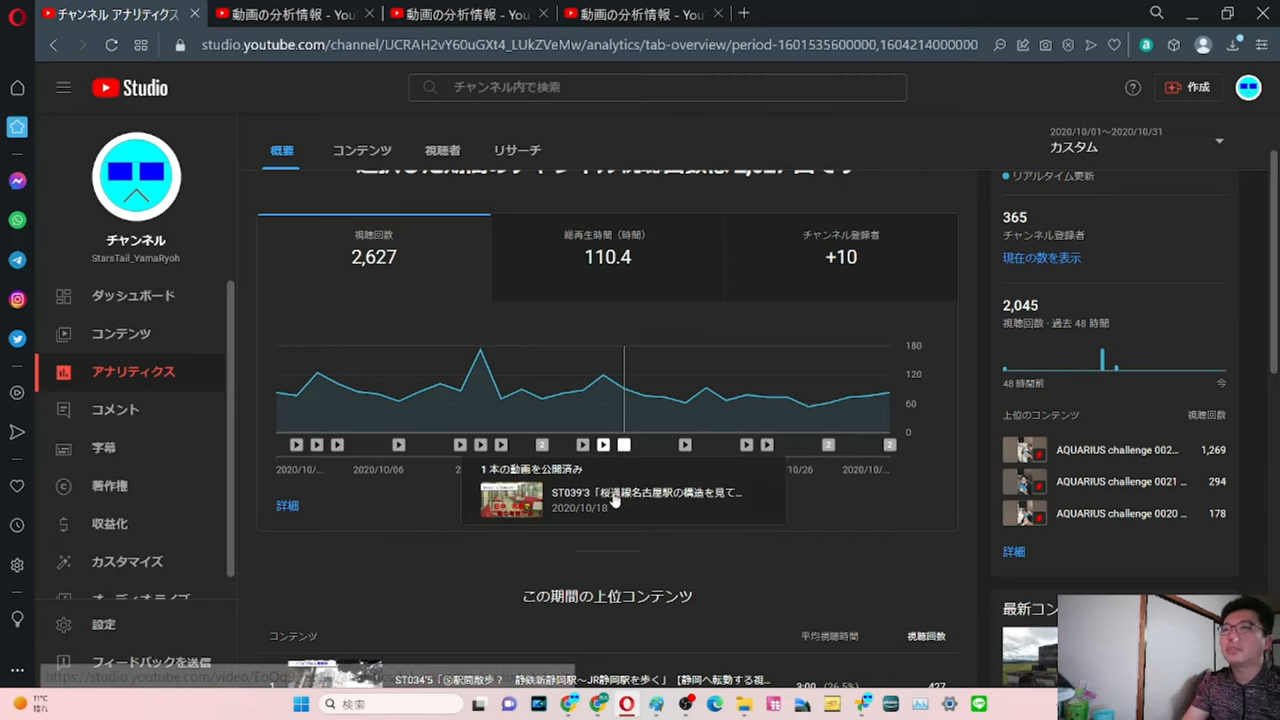 チャンネル アナリティクス
動画の分析情報 - You
動画の分析情報 - You
動画の分析情報 - You
studio.youtube.com/channel/UCRAH2vY60uGXt4_LUkZVeMw/analytics/tab-overview/period-1601535600000,1604214000000
Studio
チャンネル内で検索
作成
概要
コンテンツ
視聴者
リサーチ
2020/10/01～2020/10/31
カスタム
チャンネル
StarsTail_YamaRyoh
ダッシュボード
コンテンツ
アナリティクス
コメント
字幕
著作権
収益化
カスタマイズ
設定
フィードバックを送信
視聴回数
2,627
総再生時間（時間）
110.4
チャンネル登録者
+10
180
120
60
0
2
2
2
2020/10/...
2020/10/06
00/10/26
2020/10/...
1 本の動画を公開済み
ST039'3「桜通線名古屋駅の構造を見て...
2020/10/18
詳細
この期間の上位コンテンツ
コンテンツ
平均視聴時間
視聴回数
ST034'5「@駅間散歩？ 静鉄新静岡駅～JR静岡駅を歩く」【静岡へ転勤する視...
3:00 (26.5%)
427
リアルタイム更新
365
チャンネル登録者
現在の数を表示
2,045
視聴回数・過去 48 時間
48 時間前
今
上位のコンテンツ
視聴回数
AQUARIUS challenge 002...
1,269
AQUARIUS challenge 0021 ...
294
AQUARIUS challenge 0020 ...
178
詳細
最新コン
11°C
検索